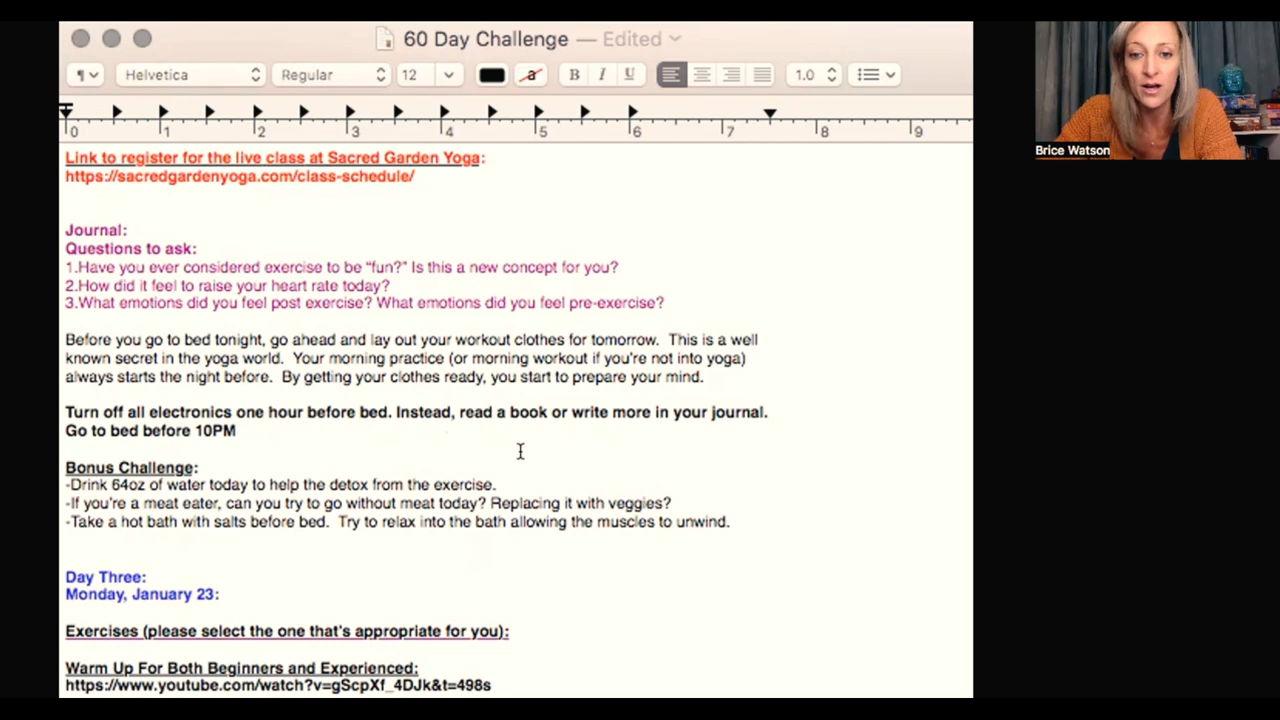 60 Day Challenge — Edited
¶ Helvetica Regular 12 a B I U 1.0
0 1 2 3 4 5 6 7 8 9
Link to register for the live class at Sacred Garden Yoga:
https://sacredgardenyoga.com/class-schedule/
Journal:
Questions to ask:
1.Have you ever considered exercise to be “fun?” Is this a new concept for you?
2.How did it feel to raise your heart rate today?
3.What emotions did you feel post exercise? What emotions did you feel pre-exercise?
Before you go to bed tonight, go ahead and lay out your workout clothes for tomorrow.  This is a well
known secret in the yoga world.  Your morning practice (or morning workout if you're not into yoga)
always starts the night before.  By getting your clothes ready, you start to prepare your mind.
Turn off all electronics one hour before bed. Instead, read a book or write more in your journal.
Go to bed before 10PM
Bonus Challenge:
-Drink 64oz of water today to help the detox from the exercise.
-If you're a meat eater, can you try to go without meat today? Replacing it with veggies?
-Take a hot bath with salts before bed.  Try to relax into the bath allowing the muscles to unwind.
Day Three:
Monday, January 23:
Exercises (please select the one that's appropriate for you):
Warm Up For Both Beginners and Experienced:
https://www.youtube.com/watch?v=gScpXf_4DJk&t=498s
Brice Watson